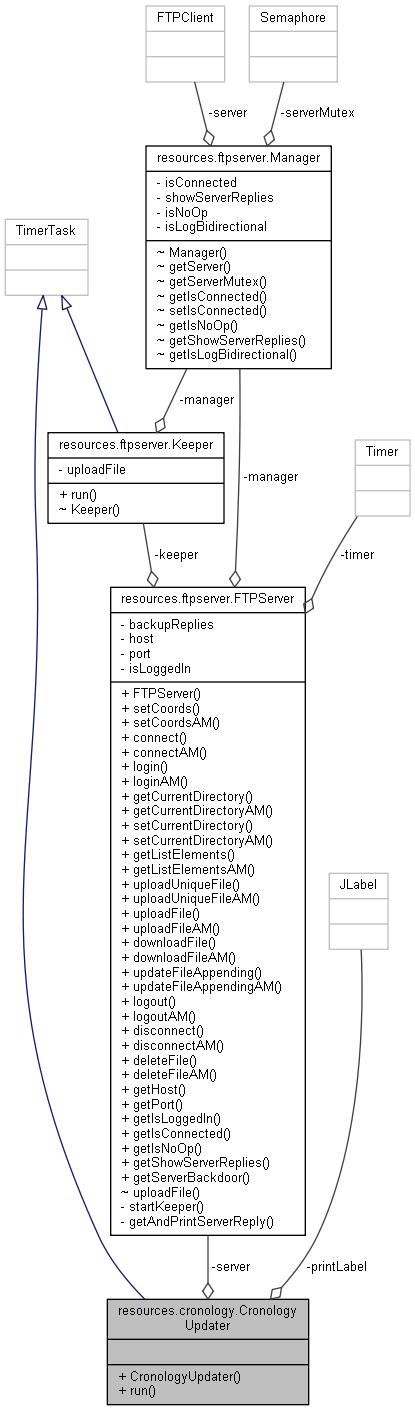 FTPClient
Semaphore
-server
-serverMutex
resources.ftpserver.Manager
- isConnected
- showServerReplies
- isNoOp
- isLogBidirectional
~ Manager()
~ getServer()
~ getServerMutex()
~ getIsConnected()
~ setIsConnected()
~ getIsNoOp()
~ getShowServerReplies()
~ getIsLogBidirectional()
TimerTask
-manager
resources.ftpserver.Keeper
- uploadFile
+ run()
~ Keeper()
-manager
Timer
-keeper
-timer
resources.ftpserver.FTPServer
- backupReplies
- host
- port
- isLoggedIn
+ FTPServer()
+ setCoords()
+ setCoordsAM()
+ connect()
+ connectAM()
+ login()
+ loginAM()
+ getCurrentDirectory()
+ getCurrentDirectoryAM()
+ setCurrentDirectory()
+ setCurrentDirectoryAM()
+ getListElements()
+ getListElementsAM()
+ uploadUniqueFile()
+ uploadUniqueFileAM()
+ uploadFile()
+ uploadFileAM()
+ downloadFile()
+ downloadFileAM()
+ updateFileAppending()
+ updateFileAppendingAM()
+ logout()
+ logoutAM()
+ disconnect()
+ disconnectAM()
+ deleteFile()
+ deleteFileAM()
+ getHost()
+ getPort()
+ getIsLoggedIn()
+ getIsConnected()
+ getIsNoOp()
+ getShowServerReplies()
+ getServerBackdoor()
~ uploadFile()
- startKeeper()
- getAndPrintServerReply()
JLabel
-server
-printLabel
resources.cronology.Cronology
Updater
+ CronologyUpdater()
+ run()